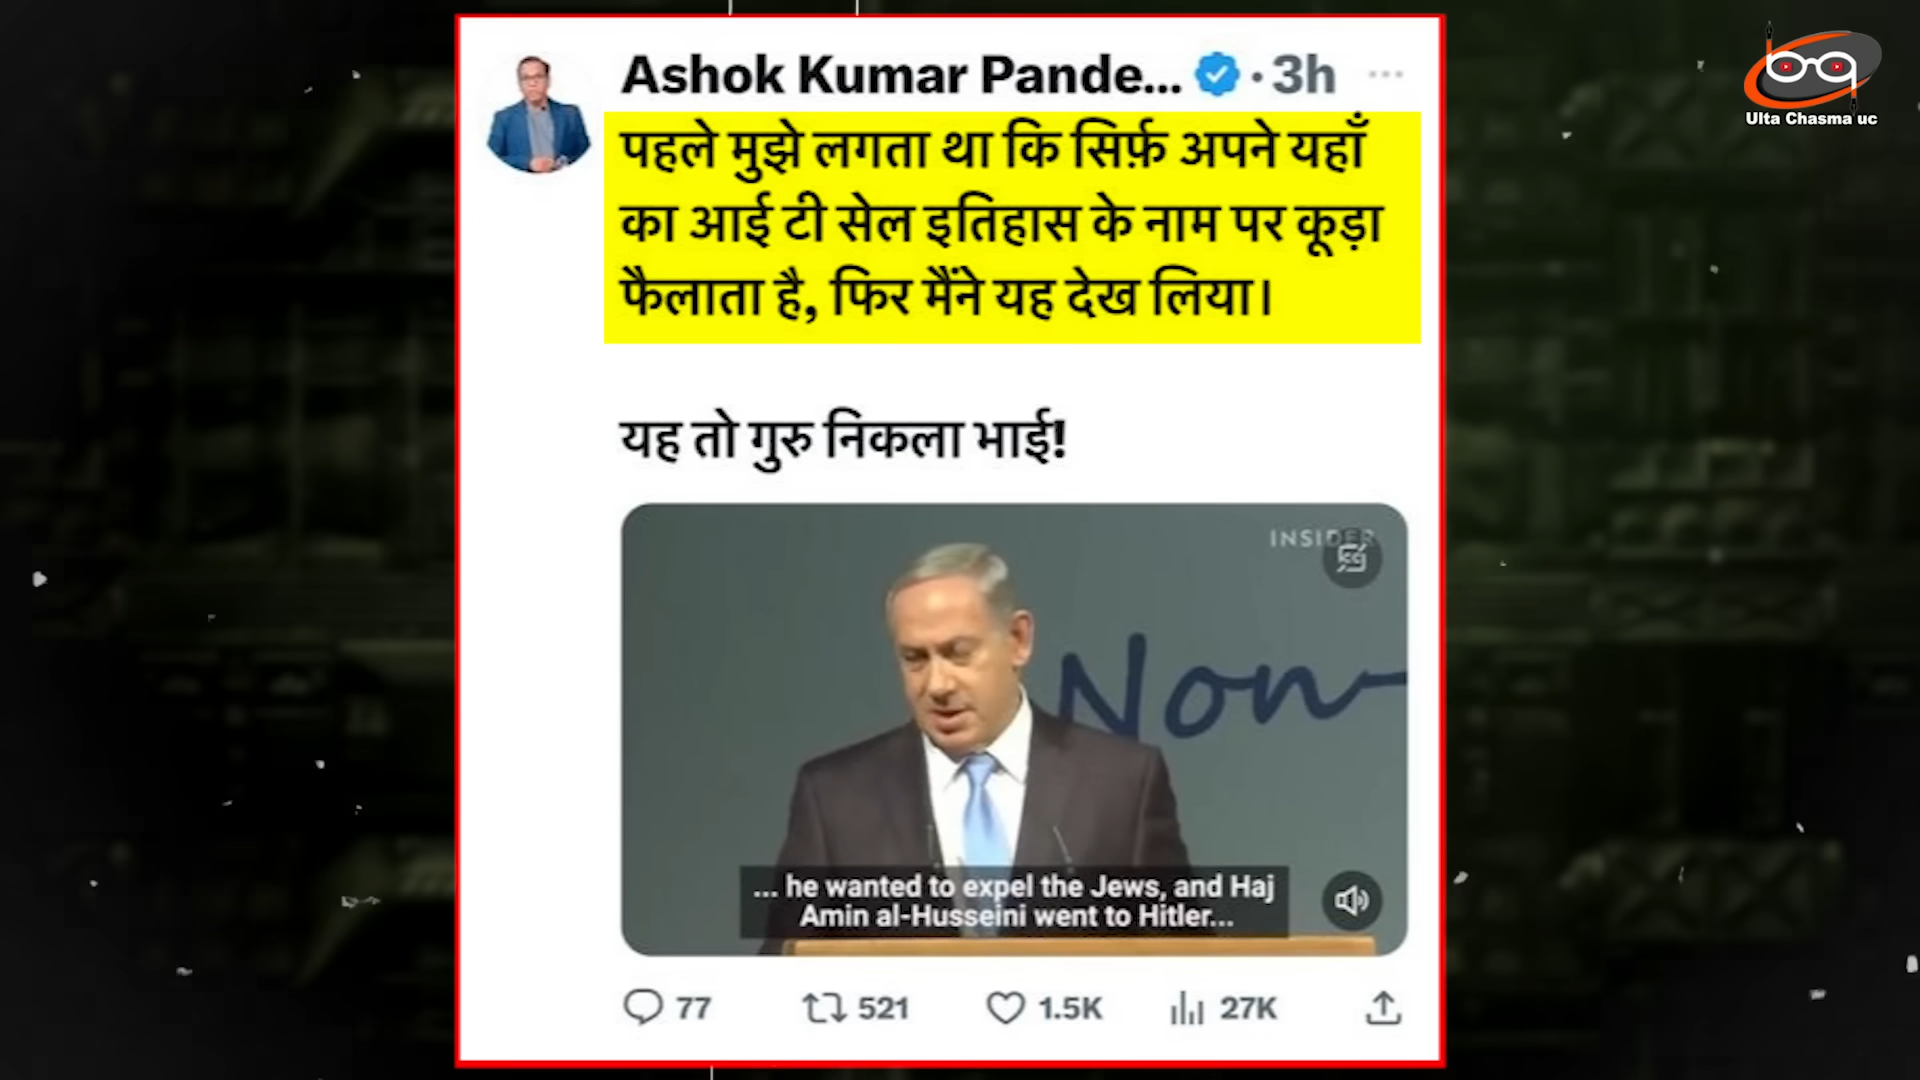 Ulta Chasma uc
Ashok Kumar Pande... · 3h
पहले मुझे लगता था कि सिर्फ़ अपने यहाँ
का आई टी सेल इतिहास के नाम पर कूड़ा
फैलाता है, फिर मैंने यह देख लिया।
यह तो गुरु निकला भाई!
INSIDER
Now
... he wanted to expel the Jews, and Haj
Amin al-Husseini went to Hitler...
77 521 1.5K 27K